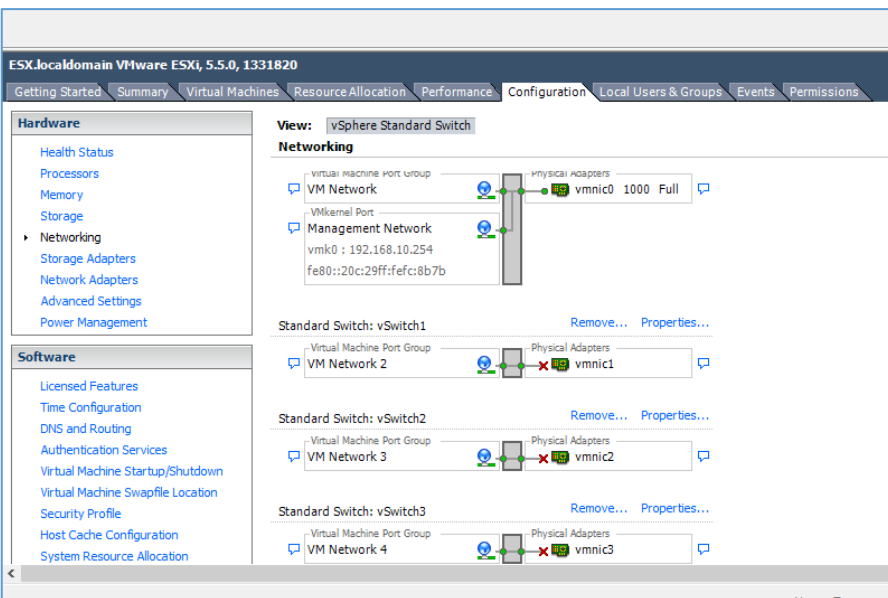 ESX.localdomain VMware ESXi, 5.5.0, 1331820
Getting Started Summary Virtual Machines Resource Allocation Performance Configuration Local Users & Groups Events Permissions
Hardware
Health Status
Processors
Memory
Storage
Networking
Storage Adapters
Network Adapters
Advanced Settings
Power Management
Software
Licensed Features
Time Configuration
DNS and Routing
Authentication Services
Virtual Machine Startup/Shutdown
Virtual Machine Swapfile Location
Security Profile
Host Cache Configuration
System Resource Allocation
View: vSphere Standard Switch
Networking
Virtual Machine Port Group Physical Adapters
VM Network vmnic0 1000 Full
VMkernel Port
Management Network
vmk0 : 192.168.10.254
fe80::20c:29ff:fefc:8b7b
Standard Switch: vSwitch1 Remove... Properties...
Virtual Machine Port Group Physical Adapters
VM Network 2 vmnic1
Standard Switch: vSwitch2 Remove... Properties...
Virtual Machine Port Group Physical Adapters
VM Network 3 vmnic2
Standard Switch: vSwitch3 Remove... Properties...
Virtual Machine Port Group Physical Adapters
VM Network 4 vmnic3